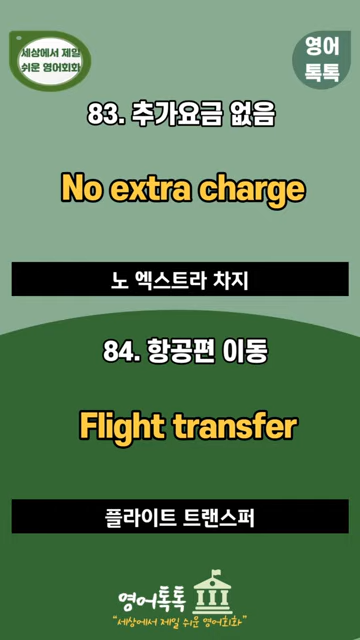 세상에서 제일
쉬운 영어회화
영어
톡톡
83. 추가요금 없음
No extra charge
노 엑스트라 차지
84. 항공편 이동
Flight transfer
플라이트 트랜스퍼
영어톡톡
"세상에서 제일 쉬운 영어회화"